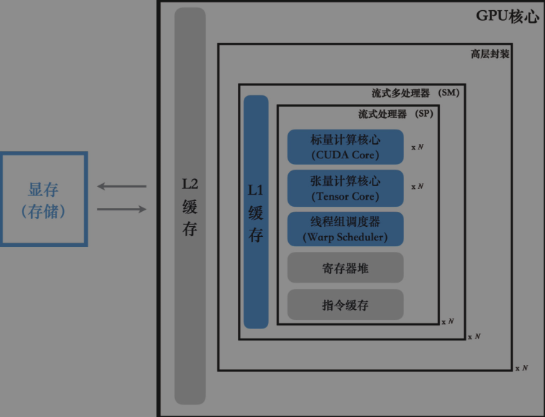 GPU核心
高层封装
流式多处理器 (SM)
流式处理器 (SP)
标量计算核心
(CUDA Core)
x N
张量计算核心
(Tensor Core)
x N
线程组调度器
(Warp Scheduler)
寄存器堆
指令缓存
x N
x N
x N
L1
缓存
L2
缓存
显存
(存储)